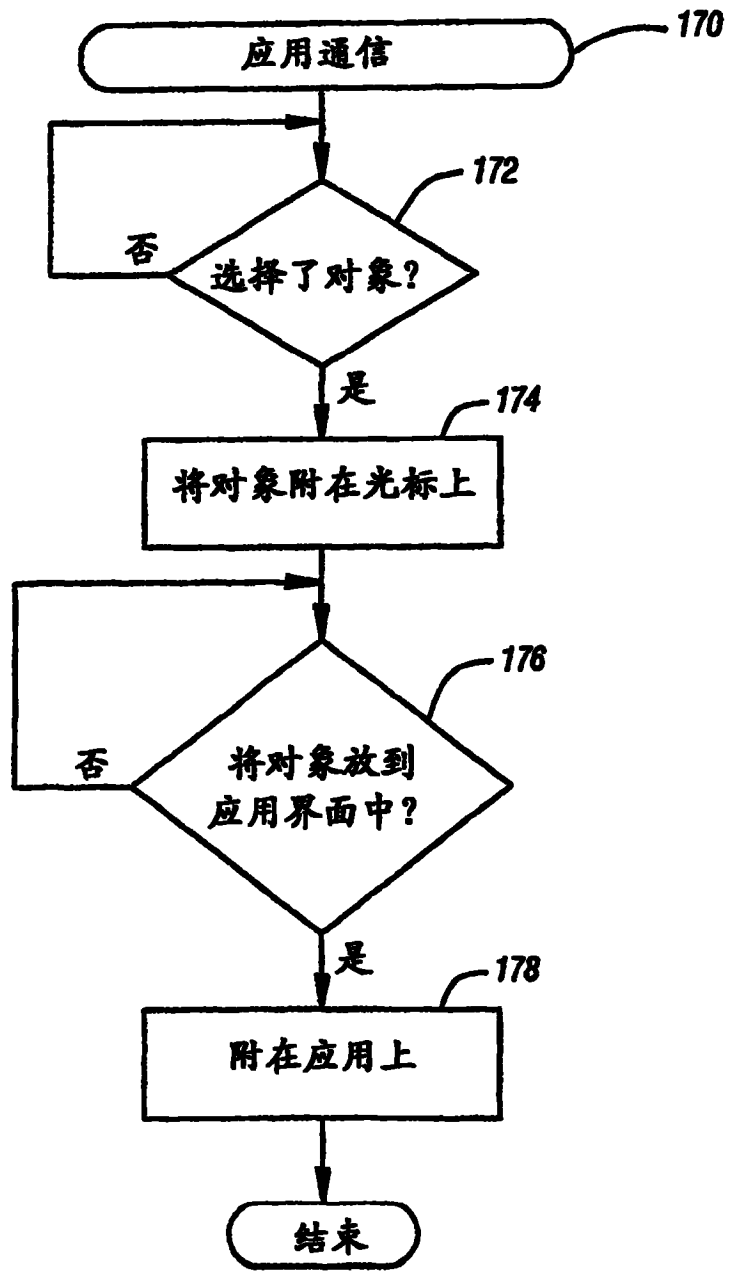 应用通信
170
172
否
选择了对象？
是
174
将对象附在光标上
176
否
将对象放到
应用界面中？
是
178
附在应用上
结束